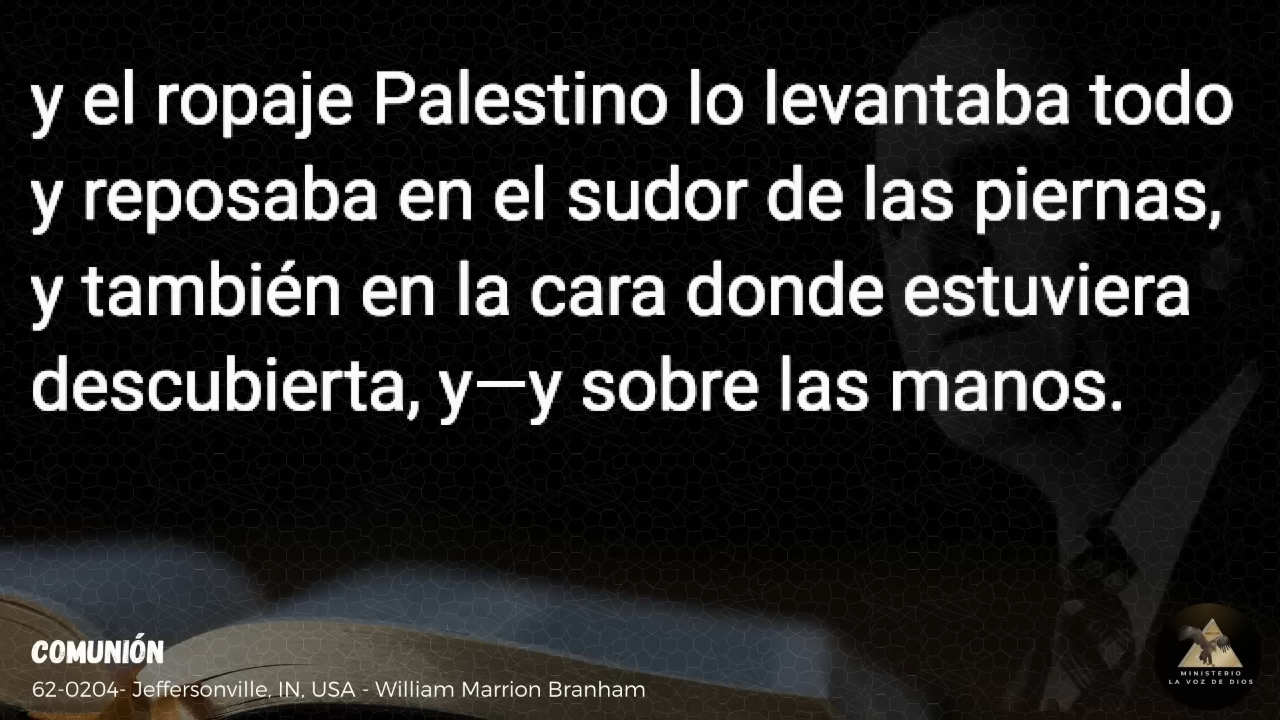 y el ropaje Palestino lo levantaba todo
y reposaba en el sudor de las piernas,
y también en la cara donde estuviera
descubierta, y—y sobre las manos.
COMUNIÓN
62-0204- Jeffersonville, IN, USA - William Marrion Branham
MINISTERIO
LA VOZ DE DIOS